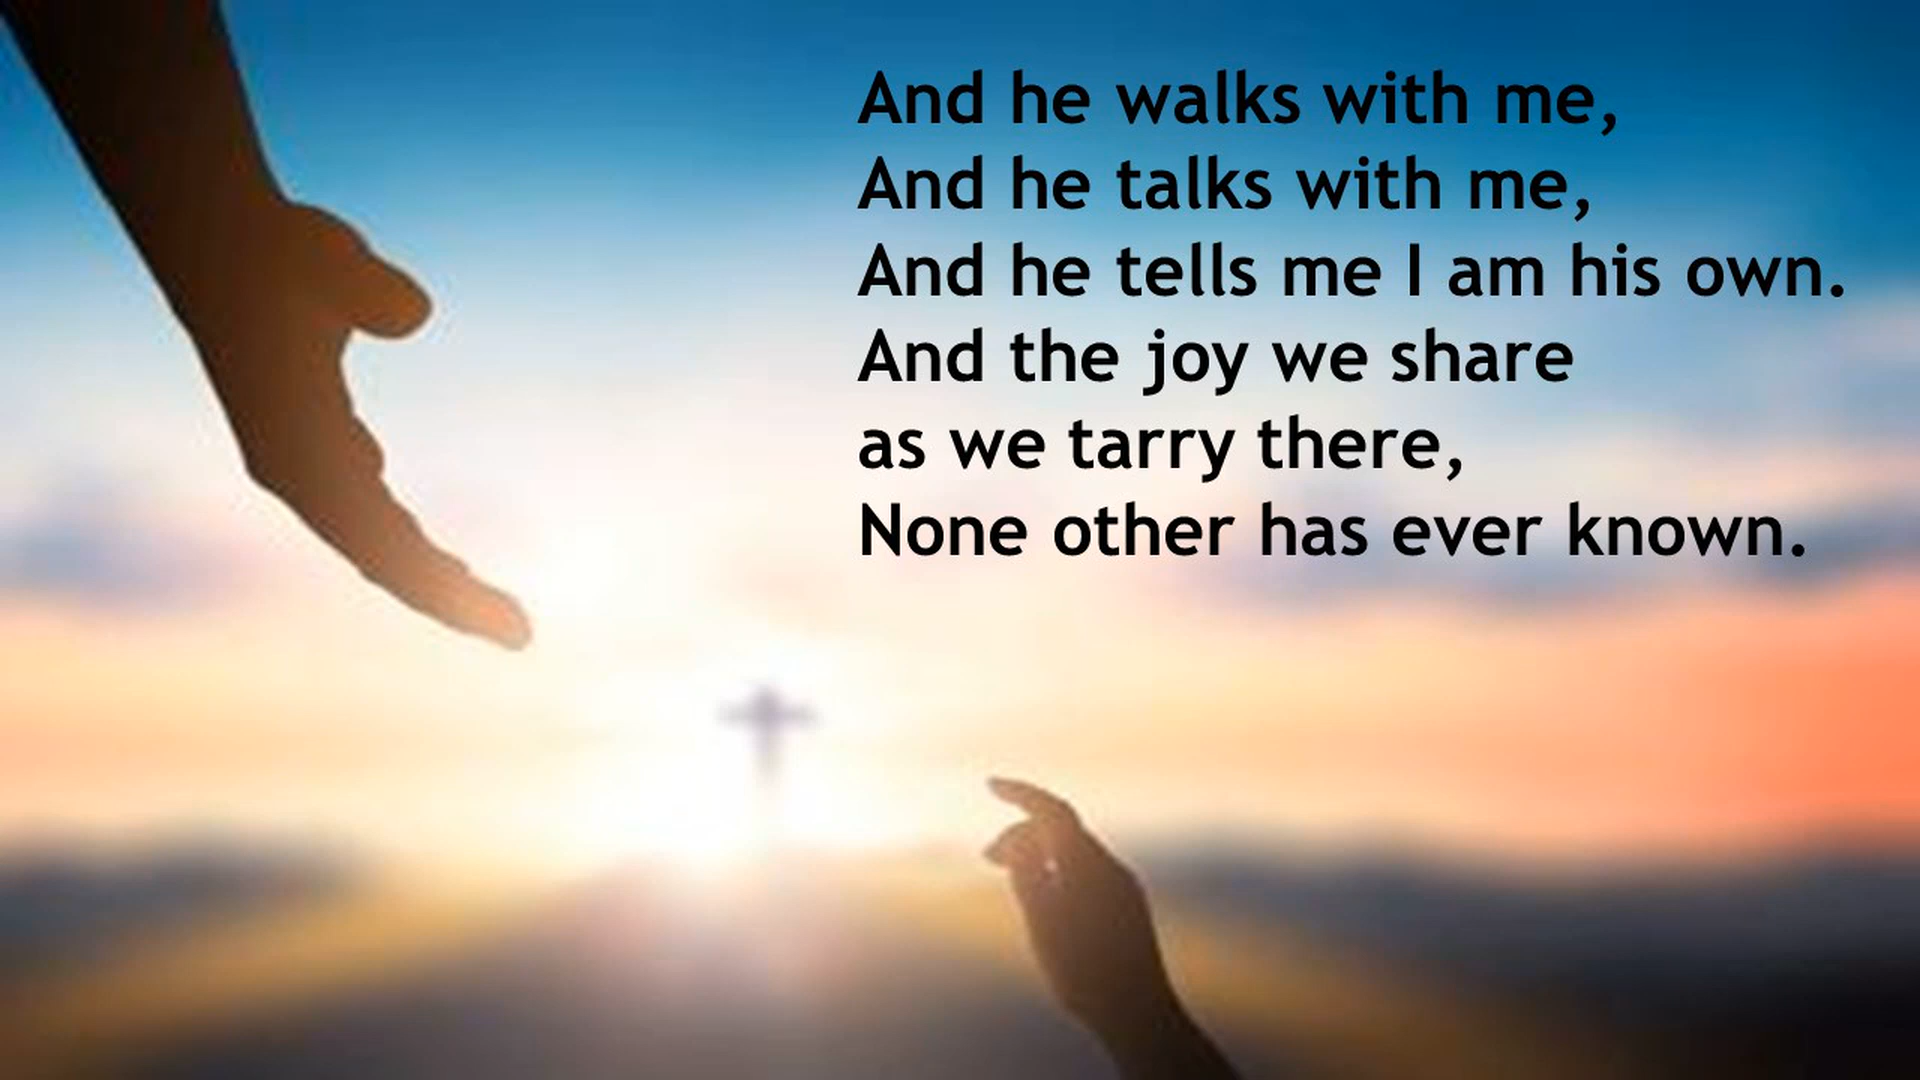 And he walks with me,
And he talks with me,
And he tells me I am his own.
And the joy we share
as we tarry there,
None other has ever known.